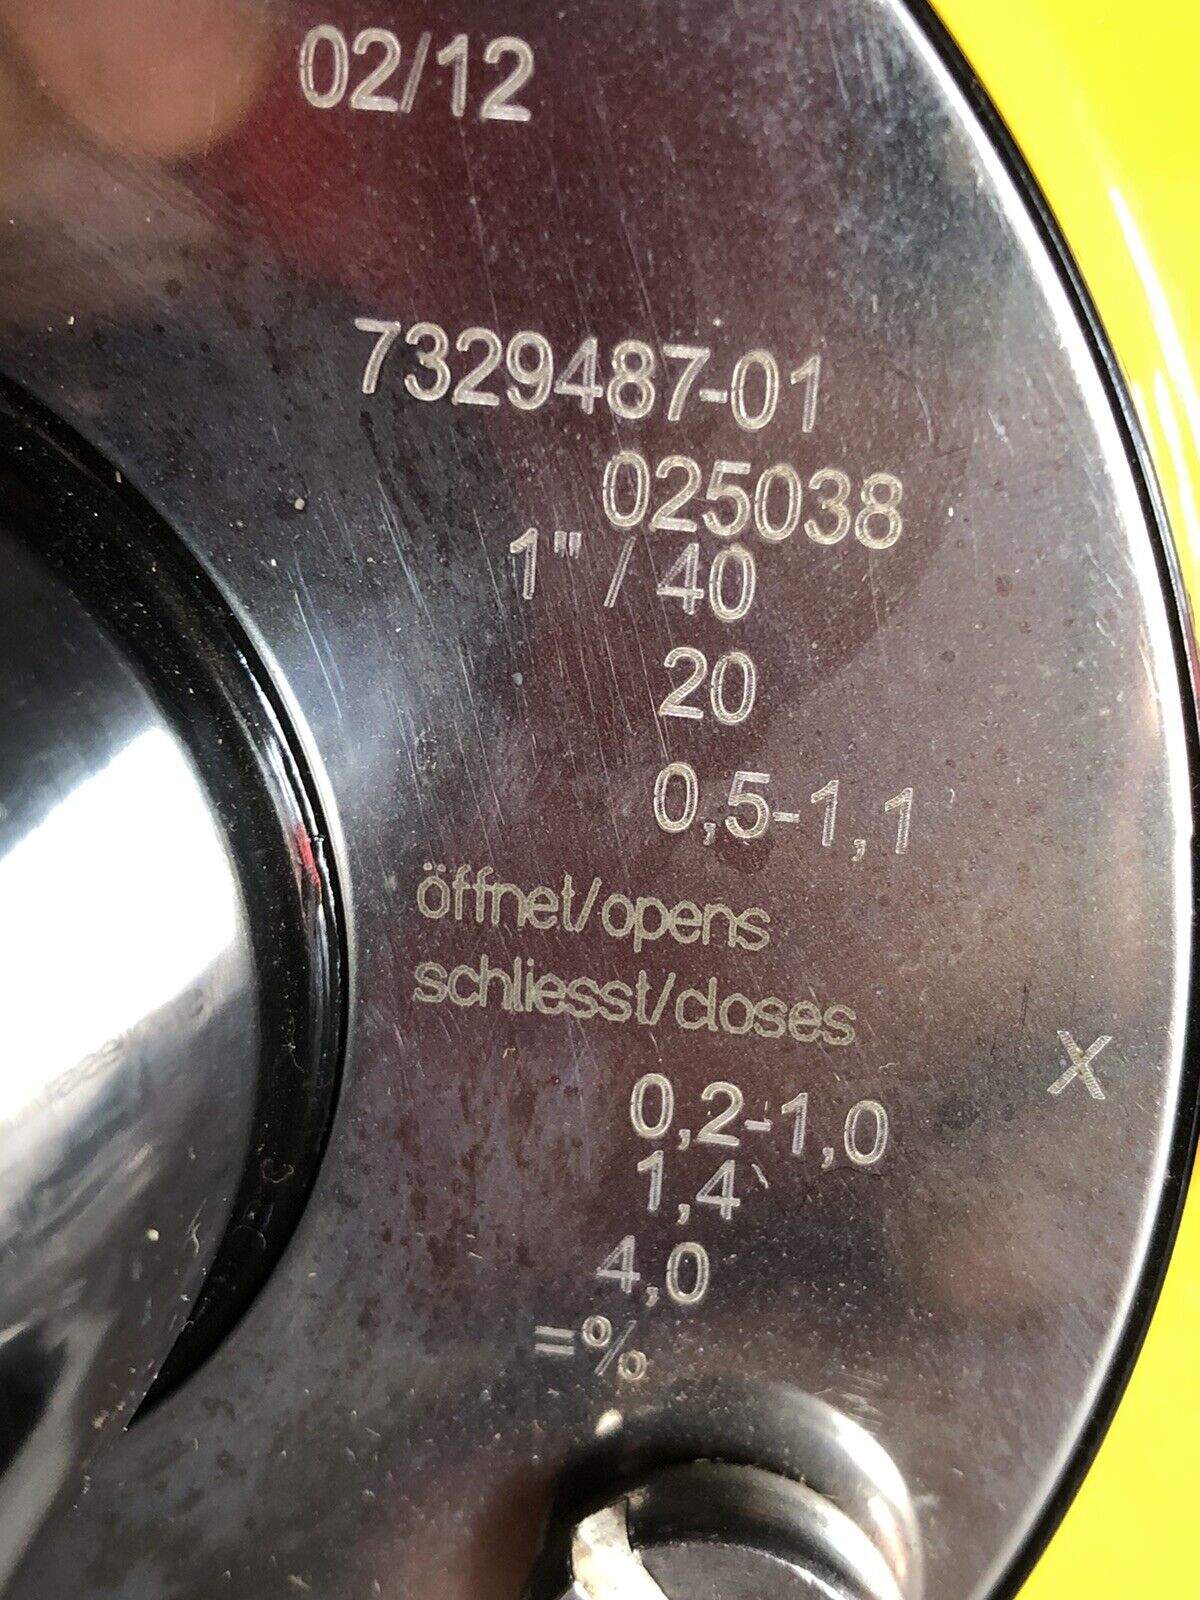 02/12
7329487-01
025038
1" / 40
20
0,5-1,1
öffnet/opens
schliesst/closes
X
0,2-1,0
1,4
4,0
=%